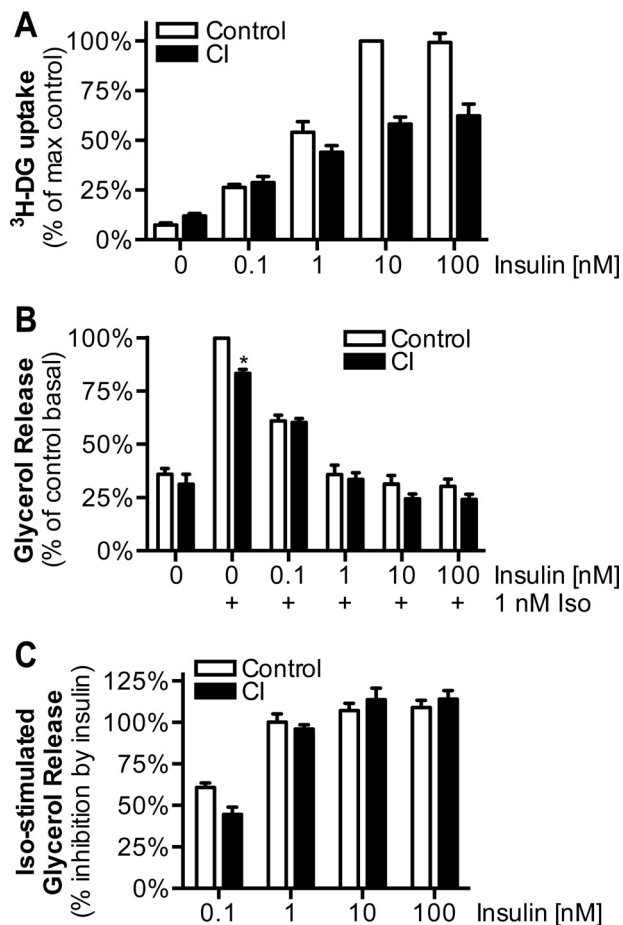 A
Control
CI
³H-DG uptake
(% of max control)
100%
75%
50%
25%
0%
0 0.1 1 10 100 Insulin [nM]
B
Control
CI
Glycerol Release
(% of control basal)
100%
75%
50%
25%
0%
*
0 0 0.1 1 10 100 Insulin [nM]
+ + + + + 1 nM Iso
C
Control
CI
Iso-stimulated
Glycerol Release
(% inhibition by insulin)
125%
100%
75%
50%
25%
0%
0.1 1 10 100 Insulin [nM]